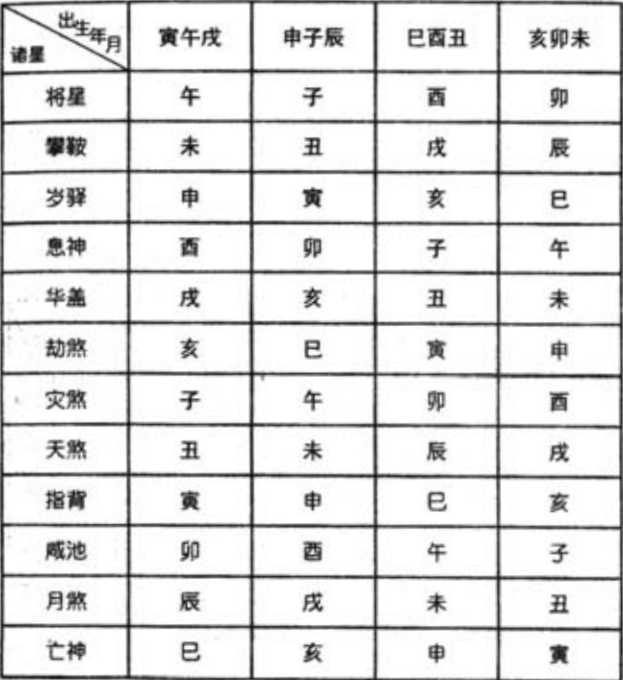 出生年月 诸星 寅午戌 申子辰 巳酉丑 亥卯未
将星 午 子 酉 卯
攀鞍 未 丑 戌 辰
岁驿 申 寅 亥 巳
息神 酉 卯 子 午
华盖 戌 亥 丑 未
劫煞 亥 巳 寅 申
灾煞 子 午 卯 酉
天煞 丑 未 辰 戌
指背 寅 申 巳 亥
咸池 卯 酉 午 子
月煞 辰 戌 未 丑
亡神 巳 亥 申 寅